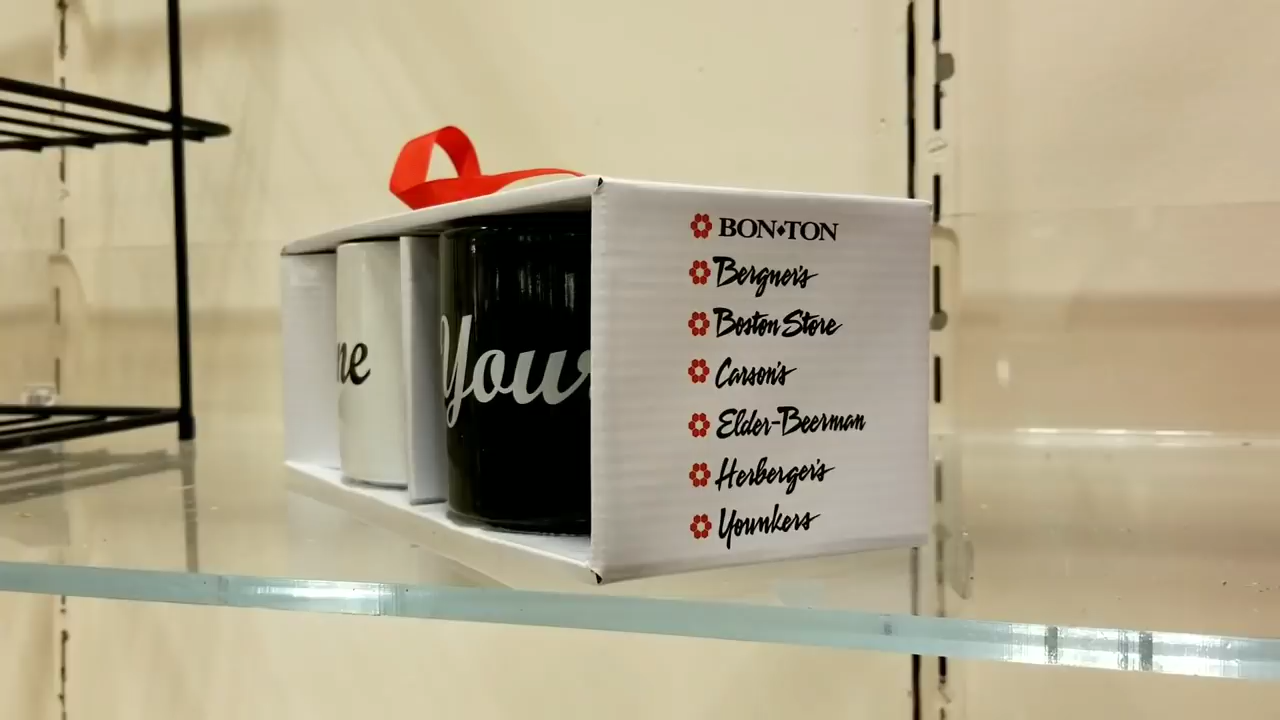 ne
Your
BON♦TON
Bergner's
Boston Store
Carson's
Elder-Beerman
Herberger's
Younkers